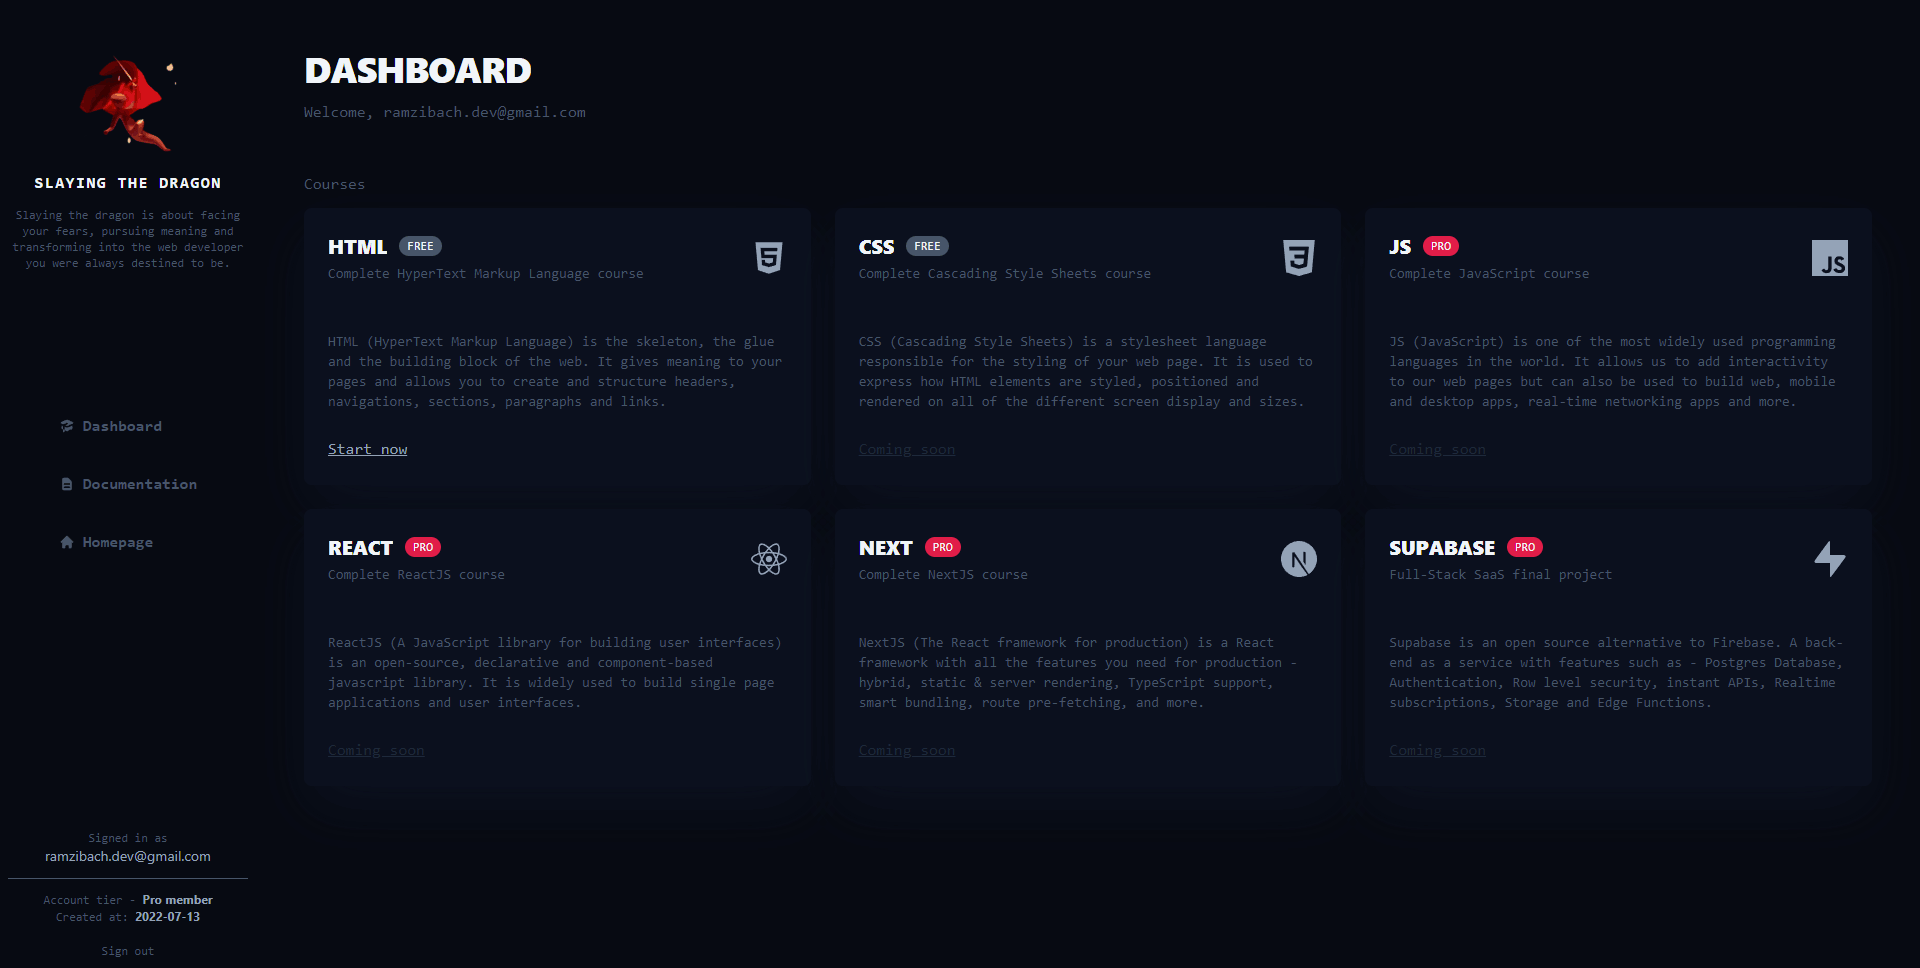 SLAYING THE DRAGON
Slaying the dragon is about facing
your fears, pursuing meaning and
transforming into the web developer
you were always destined to be.
Dashboard
Documentation
Homepage
Signed in as
ramzibach.dev@gmail.com
Account tier - Pro member
Created at: 2022-07-13
Sign out
DASHBOARD
Welcome, ramzibach.dev@gmail.com
Courses
HTML FREE
Complete HyperText Markup Language course
HTML (HyperText Markup Language) is the skeleton, the glue
and the building block of the web. It gives meaning to your
pages and allows you to create and structure headers,
navigations, sections, paragraphs and links.
Start now
CSS FREE
Complete Cascading Style Sheets course
CSS (Cascading Style Sheets) is a stylesheet language
responsible for the styling of your web page. It is used to
express how HTML elements are styled, positioned and
rendered on all of the different screen display and sizes.
Coming soon
JS PRO
JS
Complete JavaScript course
JS (JavaScript) is one of the most widely used programming
languages in the world. It allows us to add interactivity
to our web pages but can also be used to build web, mobile
and desktop apps, real-time networking apps and more.
Coming soon
REACT PRO
Complete ReactJS course
ReactJS (A JavaScript library for building user interfaces)
is an open-source, declarative and component-based
javascript library. It is widely used to build single page
applications and user interfaces.
Coming soon
NEXT PRO
N
Complete NextJS course
NextJS (The React framework for production) is a React
framework with all the features you need for production -
hybrid, static & server rendering, TypeScript support,
smart bundling, route pre-fetching, and more.
Coming soon
SUPABASE PRO
Full-Stack SaaS final project
Supabase is an open source alternative to Firebase. A back-
end as a service with features such as - Postgres Database,
Authentication, Row level security, instant APIs, Realtime
subscriptions, Storage and Edge Functions.
Coming soon